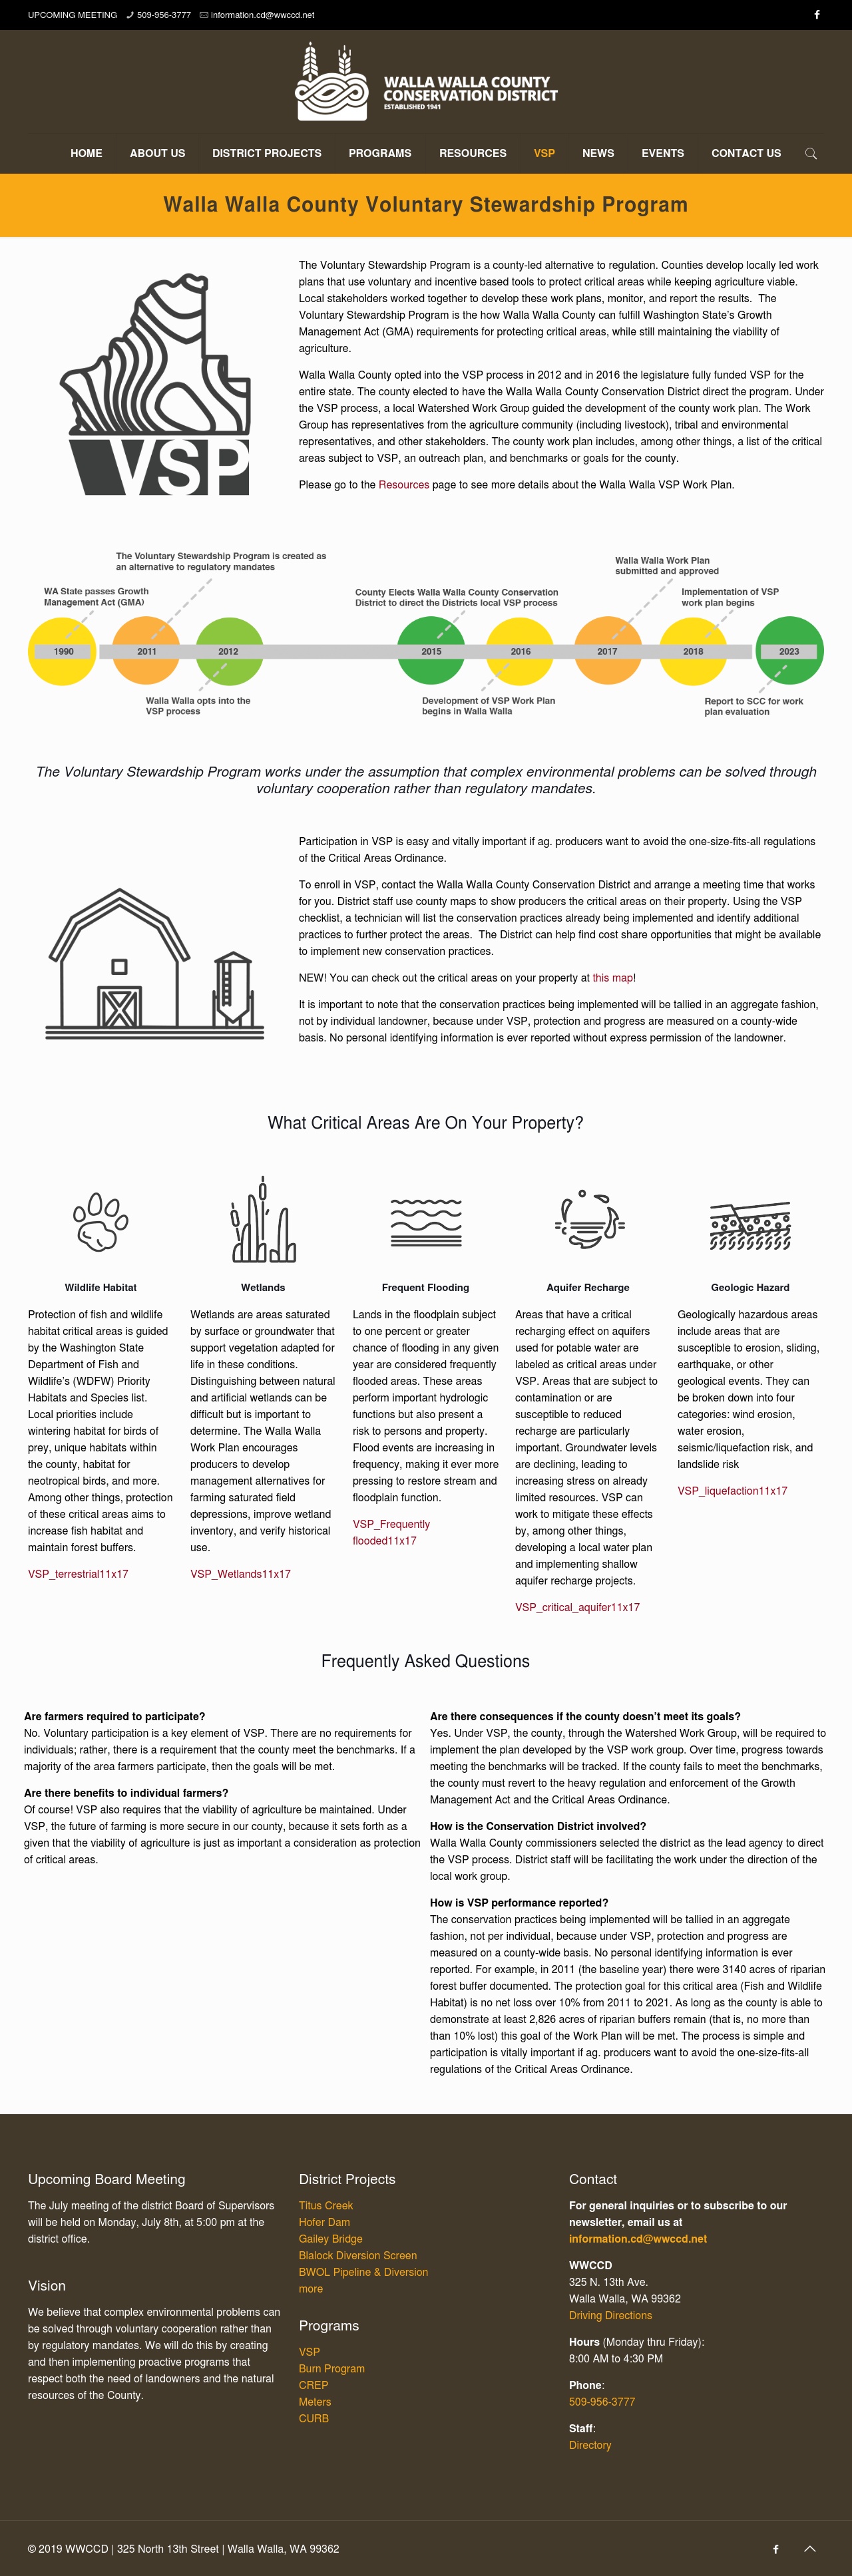 UPCOMING MEETING 509-956-3777 information.cd@wwccd.net
WALLA WALLA COUNTY
CONSERVATION DISTRICT
ESTABLISHED 1941
HOME ABOUT US DISTRICT PROJECTS PROGRAMS RESOURCES VSP NEWS EVENTS CONTACT US
Walla Walla County Voluntary Stewardship Program
VSP
The Voluntary Stewardship Program is a county-led alternative to regulation. Counties develop locally led work
plans that use voluntary and incentive based tools to protect critical areas while keeping agriculture viable.
Local stakeholders worked together to develop these work plans, monitor, and report the results.  The
Voluntary Stewardship Program is the how Walla Walla County can fulfill Washington State's Growth
Management Act (GMA) requirements for protecting critical areas, while still maintaining the viability of
agriculture.
Walla Walla County opted into the VSP process in 2012 and in 2016 the legislature fully funded VSP for the
entire state. The county elected to have the Walla Walla County Conservation District direct the program. Under
the VSP process, a local Watershed Work Group guided the development of the county work plan. The Work
Group has representatives from the agriculture community (including livestock), tribal and environmental
representatives, and other stakeholders. The county work plan includes, among other things, a list of the critical
areas subject to VSP, an outreach plan, and benchmarks or goals for the county.
Please go to the Resources page to see more details about the Walla Walla VSP Work Plan.
The Voluntary Stewardship Program is created as
an alternative to regulatory mandates
Walla Walla Work Plan
submitted and approved
WA State passes Growth
Management Act (GMA)
County Elects Walla Walla County Conservation
District to direct the Districts local VSP process
Implementation of VSP
work plan begins
1990 2011 2012 2015 2016 2017 2018 2023
Walla Walla opts into the
VSP process
Development of VSP Work Plan
begins in Walla Walla
Report to SCC for work
plan evaluation
The Voluntary Stewardship Program works under the assumption that complex environmental problems can be solved through
voluntary cooperation rather than regulatory mandates.
Participation in VSP is easy and vitally important if ag. producers want to avoid the one-size-fits-all regulations
of the Critical Areas Ordinance.
To enroll in VSP, contact the Walla Walla County Conservation District and arrange a meeting time that works
for you. District staff use county maps to show producers the critical areas on their property. Using the VSP
checklist, a technician will list the conservation practices already being implemented and identify additional
practices to further protect the areas.  The District can help find cost share opportunities that might be available
to implement new conservation practices.
NEW! You can check out the critical areas on your property at this map!
It is important to note that the conservation practices being implemented will be tallied in an aggregate fashion,
not by individual landowner, because under VSP, protection and progress are measured on a county-wide
basis. No personal identifying information is ever reported without express permission of the landowner.
What Critical Areas Are On Your Property?
Wildlife Habitat
Protection of fish and wildlife
habitat critical areas is guided
by the Washington State
Department of Fish and
Wildlife's (WDFW) Priority
Habitats and Species list.
Local priorities include
wintering habitat for birds of
prey, unique habitats within
the county, habitat for
neotropical birds, and more.
Among other things, protection
of these critical areas aims to
increase fish habitat and
maintain forest buffers.
VSP_terrestrial11x17
Wetlands
Wetlands are areas saturated
by surface or groundwater that
support vegetation adapted for
life in these conditions.
Distinguishing between natural
and artificial wetlands can be
difficult but is important to
determine. The Walla Walla
Work Plan encourages
producers to develop
management alternatives for
farming saturated field
depressions, improve wetland
inventory, and verify historical
use.
VSP_Wetlands11x17
Frequent Flooding
Lands in the floodplain subject
to one percent or greater
chance of flooding in any given
year are considered frequently
flooded areas. These areas
perform important hydrologic
functions but also present a
risk to persons and property.
Flood events are increasing in
frequency, making it ever more
pressing to restore stream and
floodplain function.
VSP_Frequently
flooded11x17
Aquifer Recharge
Areas that have a critical
recharging effect on aquifers
used for potable water are
labeled as critical areas under
VSP. Areas that are subject to
contamination or are
susceptible to reduced
recharge are particularly
important. Groundwater levels
are declining, leading to
increasing stress on already
limited resources. VSP can
work to mitigate these effects
by, among other things,
developing a local water plan
and implementing shallow
aquifer recharge projects.
VSP_critical_aquifer11x17
Geologic Hazard
Geologically hazardous areas
include areas that are
susceptible to erosion, sliding,
earthquake, or other
geological events. They can
be broken down into four
categories: wind erosion,
water erosion,
seismic/liquefaction risk, and
landslide risk
VSP_liquefaction11x17
Frequently Asked Questions
Are farmers required to participate?
No. Voluntary participation is a key element of VSP. There are no requirements for
individuals; rather, there is a requirement that the county meet the benchmarks. If a
majority of the area farmers participate, then the goals will be met.
Are there benefits to individual farmers?
Of course! VSP also requires that the viability of agriculture be maintained. Under
VSP, the future of farming is more secure in our county, because it sets forth as a
given that the viability of agriculture is just as important a consideration as protection
of critical areas.
Are there consequences if the county doesn't meet its goals?
Yes. Under VSP, the county, through the Watershed Work Group, will be required to
implement the plan developed by the VSP work group. Over time, progress towards
meeting the benchmarks will be tracked. If the county fails to meet the benchmarks,
the county must revert to the heavy regulation and enforcement of the Growth
Management Act and the Critical Areas Ordinance.
How is the Conservation District involved?
Walla Walla County commissioners selected the district as the lead agency to direct
the VSP process. District staff will be facilitating the work under the direction of the
local work group.
How is VSP performance reported?
The conservation practices being implemented will be tallied in an aggregate
fashion, not per individual, because under VSP, protection and progress are
measured on a county-wide basis. No personal identifying information is ever
reported. For example, in 2011 (the baseline year) there were 3140 acres of riparian
forest buffer documented. The protection goal for this critical area (Fish and Wildlife
Habitat) is no net loss over 10% from 2011 to 2021. As long as the county is able to
demonstrate at least 2,826 acres of riparian buffers remain (that is, no more than
than 10% lost) this goal of the Work Plan will be met. The process is simple and
participation is vitally important if ag. producers want to avoid the one-size-fits-all
regulations of the Critical Areas Ordinance.
Upcoming Board Meeting
The July meeting of the district Board of Supervisors
will be held on Monday, July 8th, at 5:00 pm at the
district office.
Vision
We believe that complex environmental problems can
be solved through voluntary cooperation rather than
by regulatory mandates. We will do this by creating
and then implementing proactive programs that
respect both the need of landowners and the natural
resources of the County.
District Projects
Titus Creek
Hofer Dam
Gailey Bridge
Blalock Diversion Screen
BWOL Pipeline & Diversion
more
Programs
VSP
Burn Program
CREP
Meters
CURB
Contact
For general inquiries or to subscribe to our
newsletter, email us at
information.cd@wwccd.net
WWCCD
325 N. 13th Ave.
Walla Walla, WA 99362
Driving Directions
Hours (Monday thru Friday):
8:00 AM to 4:30 PM
Phone:
509-956-3777
Staff:
Directory
© 2019 WWCCD | 325 North 13th Street | Walla Walla, WA 99362